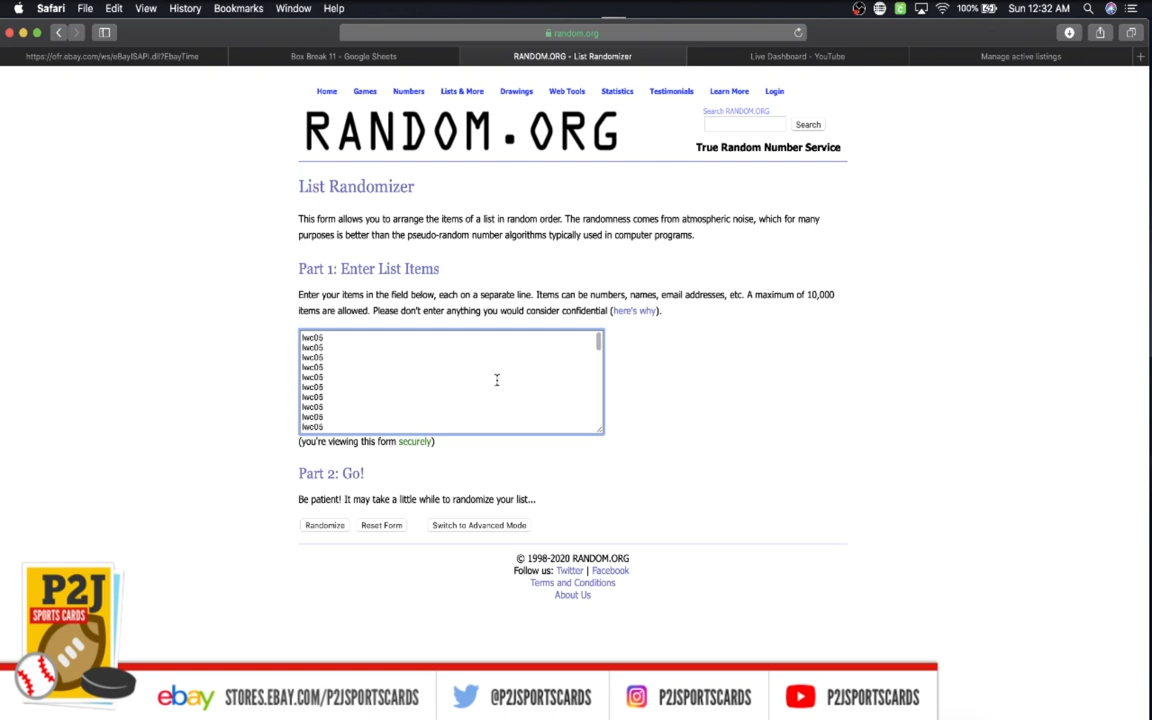 Safari File Edit View History Bookmarks Window Help 100% Sun 12:32 AM
random.org
https://ofr.ebay.com/ws/eBayISAPI.dll?EbayTime Box Break 11 - Google Sheets RANDOM.ORG - List Randomizer Live Dashboard - YouTube Manage active listings
Home Games Numbers Lists & More Drawings Web Tools Statistics Testimonials Learn More Login
RANDOM.ORG
Search RANDOM.ORG
Search
True Random Number Service
List Randomizer
This form allows you to arrange the items of a list in random order. The randomness comes from atmospheric noise, which for many
purposes is better than the pseudo-random number algorithms typically used in computer programs.
Part 1: Enter List Items
Enter your items in the field below, each on a separate line. Items can be numbers, names, email addresses, etc. A maximum of 10,000
items are allowed. Please don't enter anything you would consider confidential (here's why).
lwc05
lwc05
lwc05
lwc05
lwc05
lwc05
lwc05
lwc05
lwc05
lwc05
(you're viewing this form securely)
Part 2: Go!
Be patient! It may take a little while to randomize your list...
Randomize Reset Form Switch to Advanced Mode
© 1998-2020 RANDOM.ORG
Follow us: Twitter | Facebook
Terms and Conditions
About Us
P2J
SPORTS CARDS
ebay STORES.EBAY.COM/P2JSPORTSCARDS @P2JSPORTSCARDS P2JSPORTSCARDS P2JSPORTSCARDS